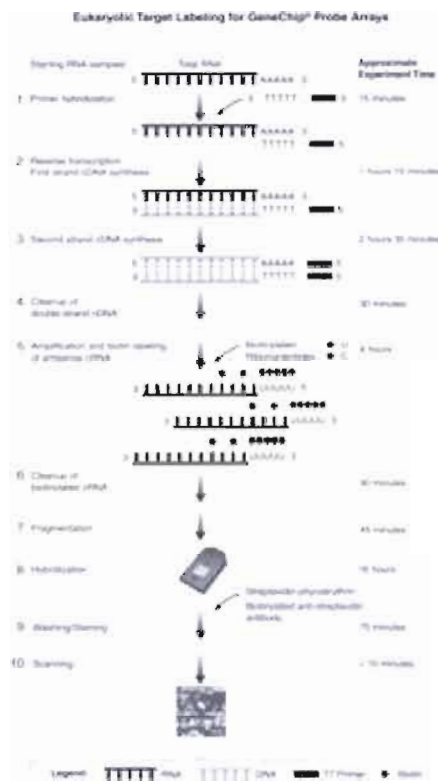 Eukaryotic Target Labeling for GeneChip® Probe Arrays
Starting RNA samples
Total RNA
Approximate
Experiment Time
1 Primer hybridization
15 minutes
2 Reverse transcription
First strand cDNA synthesis
3 Second strand cDNA synthesis
4 Cleanup of
double-strand cDNA
30 minutes
5 Amplification and biotin labeling
of antisense cRNA
Biotinylated
Ribonucleotides
hours
6 Cleanup of
biotinylated cRNA
30 minutes
7 Fragmentation
45 minutes
8 Hybridization
16 hours
Streptavidin-phycoerythrin
Biotinylated anti-streptavidin
antibody
9 Washing/Staining
75 minutes
10 Scanning
minutes
Legend: RNA DNA T7 Primer Biotin